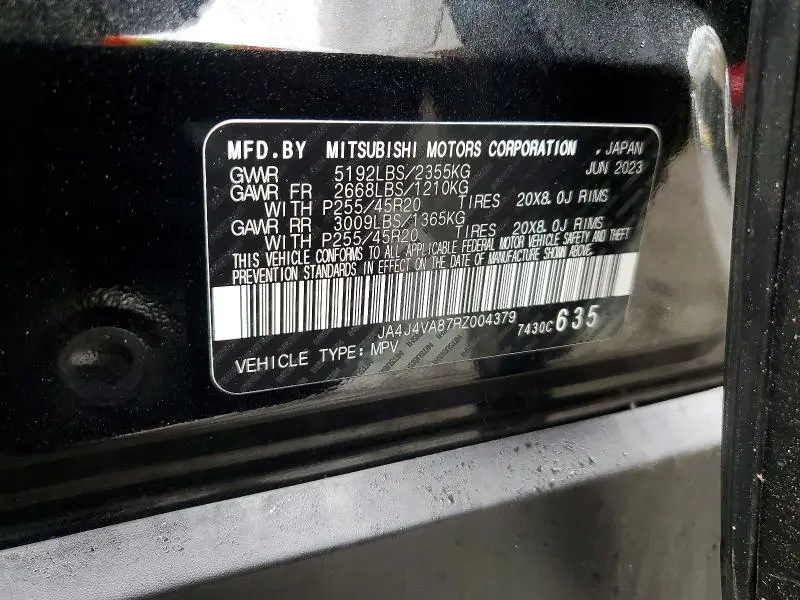 MFD.BY MITSUBISHI MOTORS CORPORATION . JAPAN
GWWR 5192LBS/2355KG JUN 2023
GAWR FR 2668LBS/1210KG
WITH P255/45R20 TIRES 20X8.0J RIMS
GAWR RR 3009LBS/1365KG
WITH P255/45R20 TIRES 20X8.0J RIMS
THIS VEHICLE CONFORMS TO ALL APPLICABLE FEDERAL MOTOR VEHICLE SAFETY AND THEFT
PREVENTION STANDARDS IN EFFECT ON THE DATE OF MANUFACTURE SHOWN ABOVE.
JA4J4VA87RZ004379 7430C635
VEHICLE TYPE: MPV